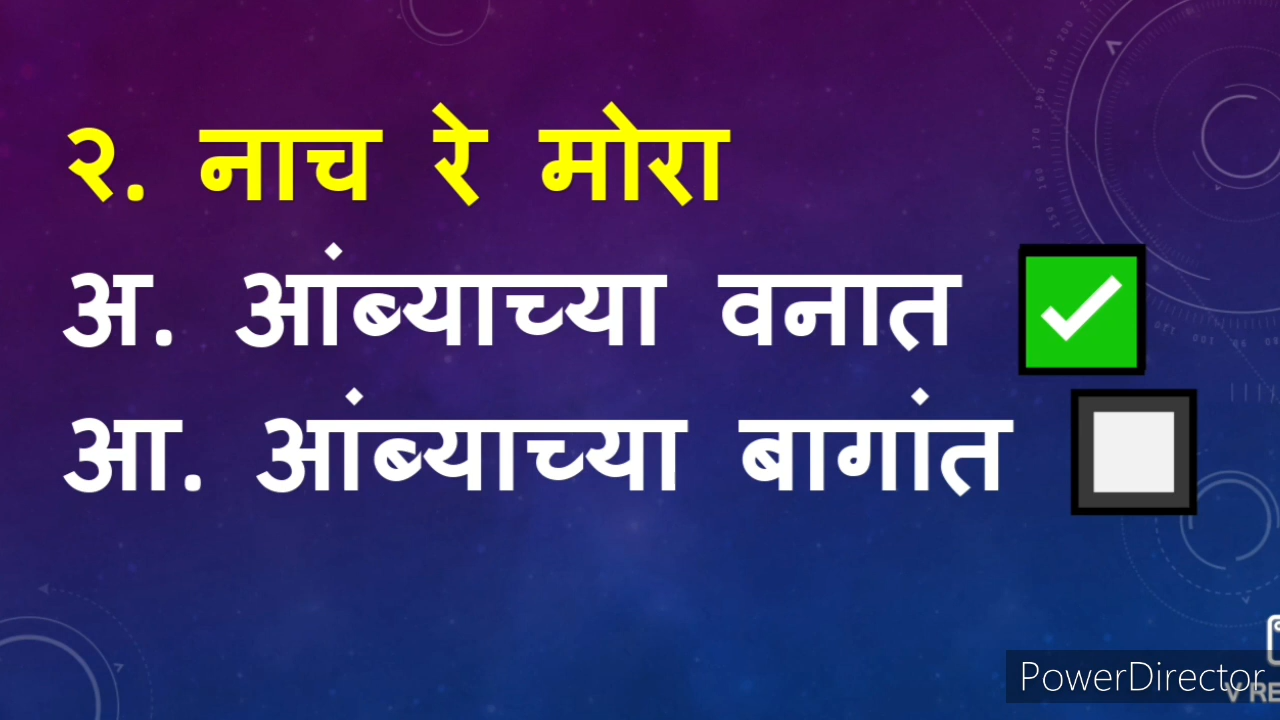 २. नाच रे मोरा
अ. आंब्याच्या वनात
आ. आंब्याच्या बागांत
PowerDirector